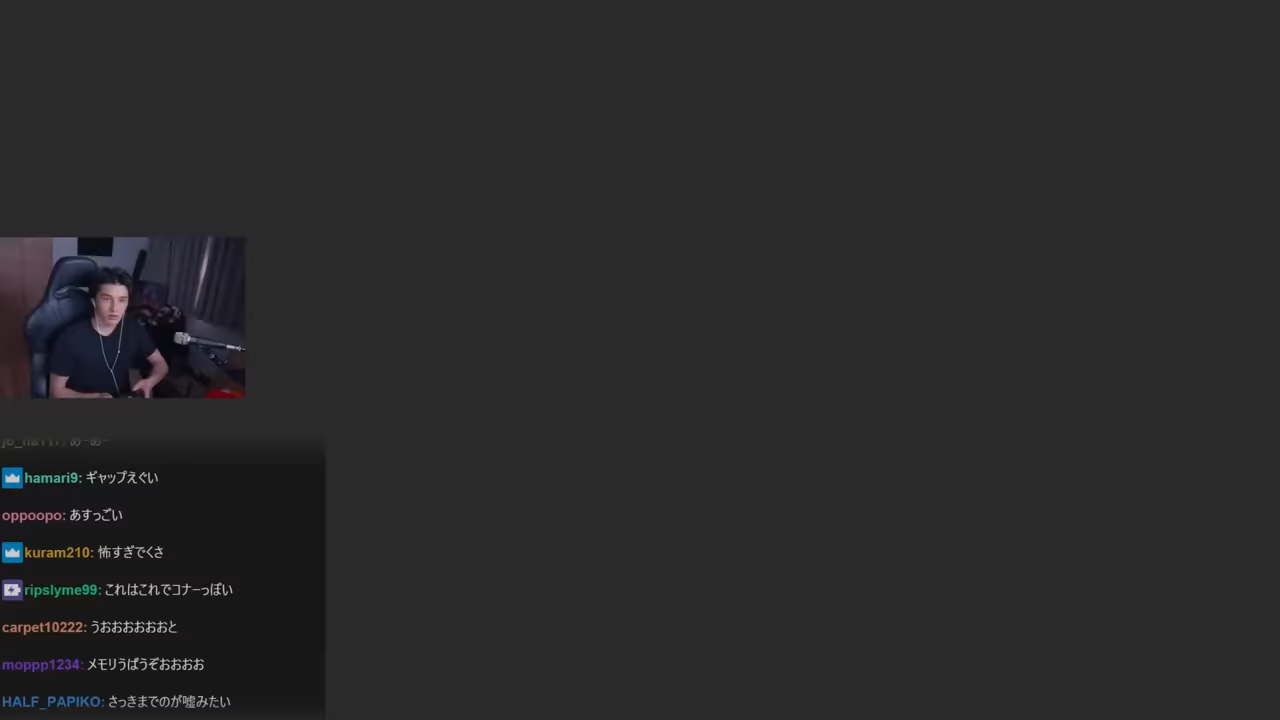 hamari9: ギャップえぐい
oppoopo: あすっごい
kuram210: 怖すぎでくさ
ripslyme99: これはこれでコナーっぽい
carpet10222: うおおおおおおと
moppp1234: メモリうぱうぞおおおお
HALF_PAPIKO: さっきまでのが嘘みたい